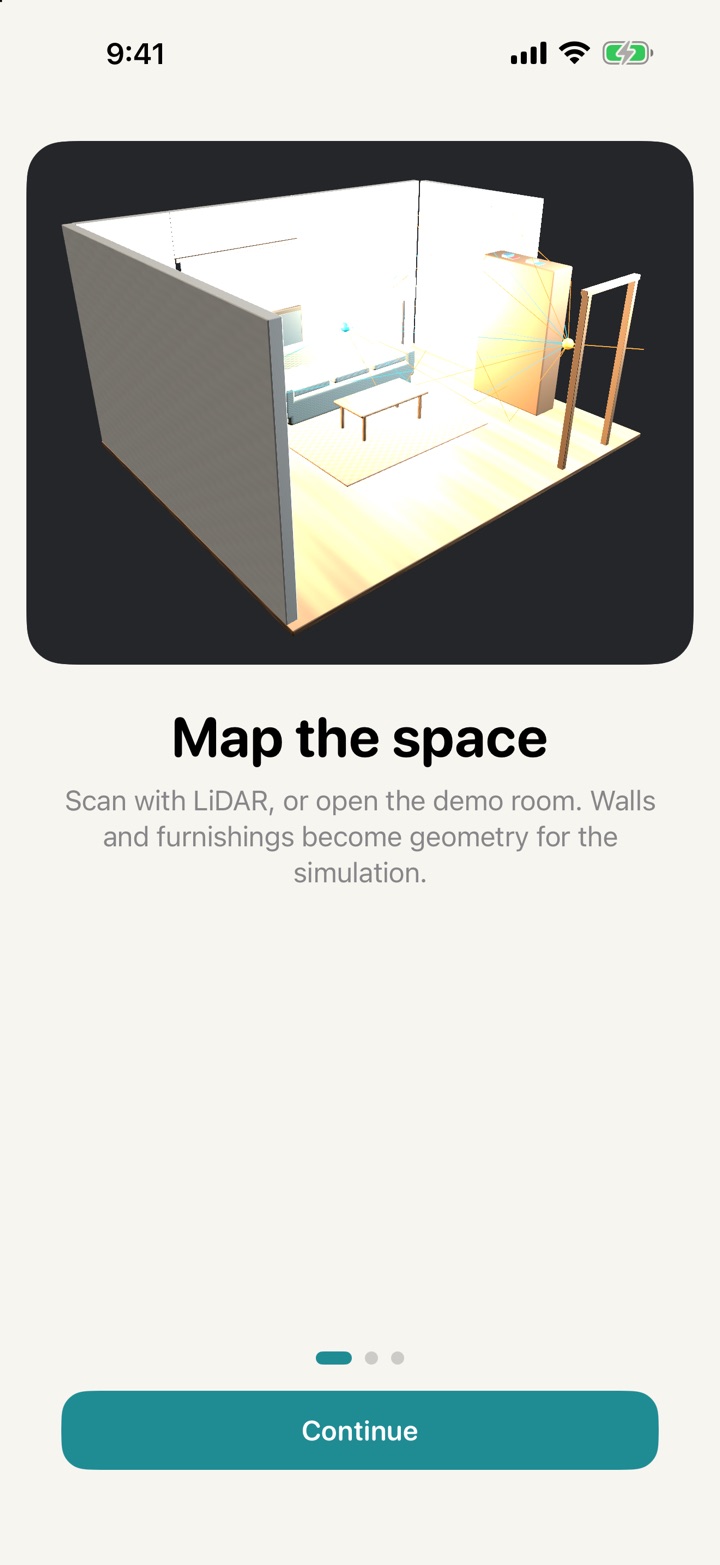 9:41
Map the space
Scan with LiDAR, or open the demo room. Walls
and furnishings become geometry for the
simulation.
Continue